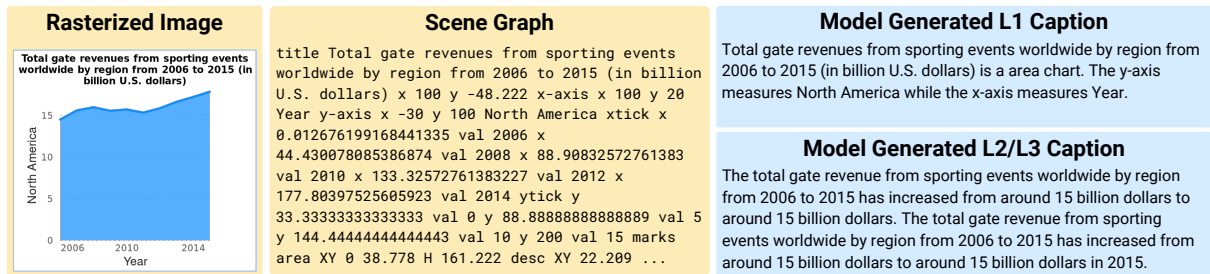 Rasterized Image
Total gate revenues from sporting events
worldwide by region from 2006 to 2015 (in
billion U.S. dollars)
15
10
5
0
North America
2006
2010
2014
Year
Scene Graph
title Total gate revenues from sporting events
worldwide by region from 2006 to 2015 (in billion
U.S. dollars) x 100 y -48.222 x-axis x 100 y 20
Year y-axis x -30 y 100 North America xtick x
0.012676199168441335 val 2006 x
44.430078085386874 val 2008 x 88.90832572761383
val 2010 x 133.32572761383227 val 2012 x
177.80397525605923 val 2014 ytick y
33.33333333333333 val 0 y 88.88888888888889 val 5
y 144.44444444444443 val 10 y 200 val 15 marks
area XY 0 38.778 H 161.222 desc XY 22.209 ...
Model Generated L1 Caption
Total gate revenues from sporting events worldwide by region from
2006 to 2015 (in billion U.S. dollars) is a area chart. The y-axis
measures North America while the x-axis measures Year.
Model Generated L2/L3 Caption
The total gate revenue from sporting events worldwide by region
from 2006 to 2015 has increased from around 15 billion dollars to
around 15 billion dollars. The total gate revenue from sporting
events worldwide by region from 2006 to 2015 has increased from
around 15 billion dollars to around 15 billion dollars in 2015.